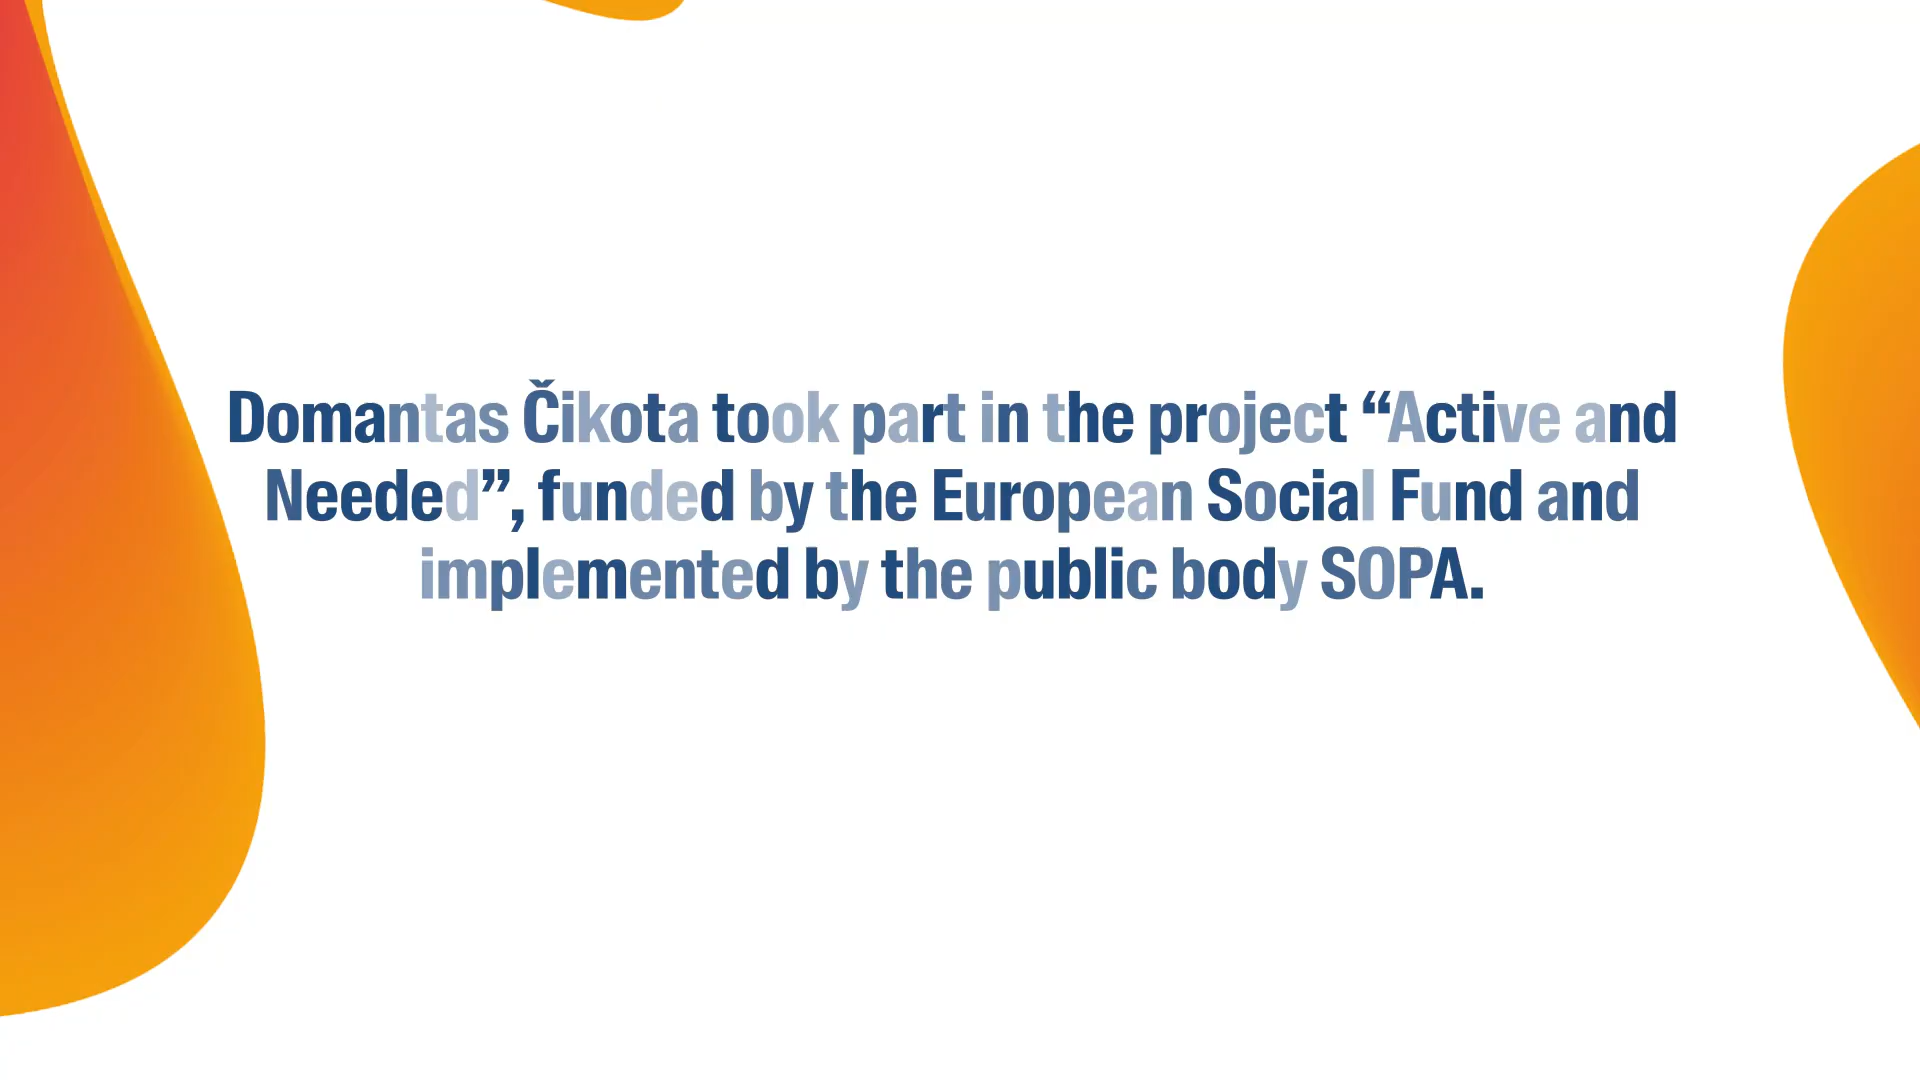 Domantas Čikota took part in the project “Active and
Needed”, funded by the European Social Fund and
implemented by the public body SOPA.